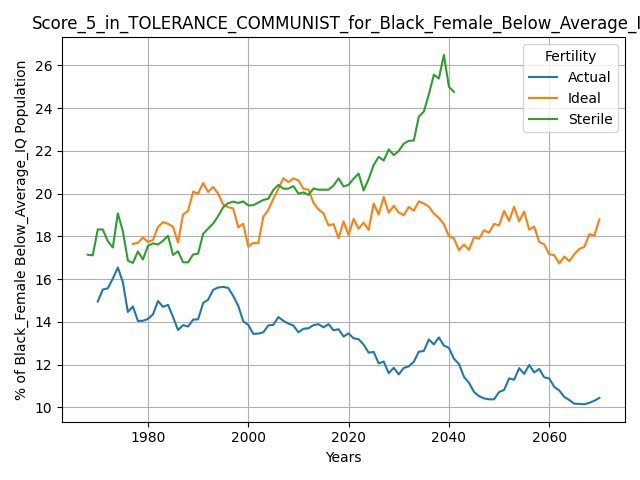 Score_5_in_TOLERANCE_COMMUNIST_for_Black_Female_Below_Average_I
% of Black_Female Below_Average_IQ Population
26
24
22
20
18
16
14
12
10
Fertility
Actual
Ideal
Sterile
1980 2000 2020 2040 2060
Years